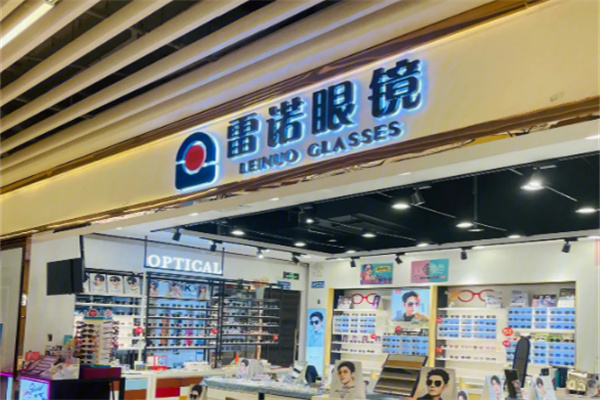 雷诺眼镜
LEINUO GLASSES
OPTICAL